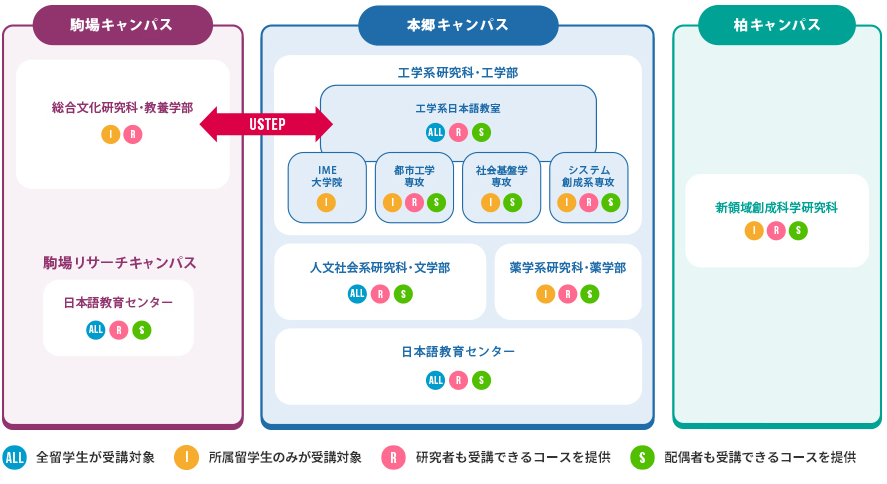 駒場キャンパス
総合文化研究科・教養学部
I R
駒場リサーチキャンパス
日本語教育センター
ALL R S
USTEP
本郷キャンパス
工学系研究科・工学部
工学系日本語教室
ALL R S
IME
大学院
I
都市工学
専攻
I R S
社会基盤学
専攻
I S
システム
創成系専攻
I R S
人文社会系研究科・文学部
ALL R S
薬学系研究科・薬学部
I R S
日本語教育センター
ALL R S
柏キャンパス
新領域創成科学研究科
I R S
ALL 全留学生が受講対象
I 所属留学生のみが受講対象
R 研究者も受講できるコースを提供
S 配偶者も受講できるコースを提供